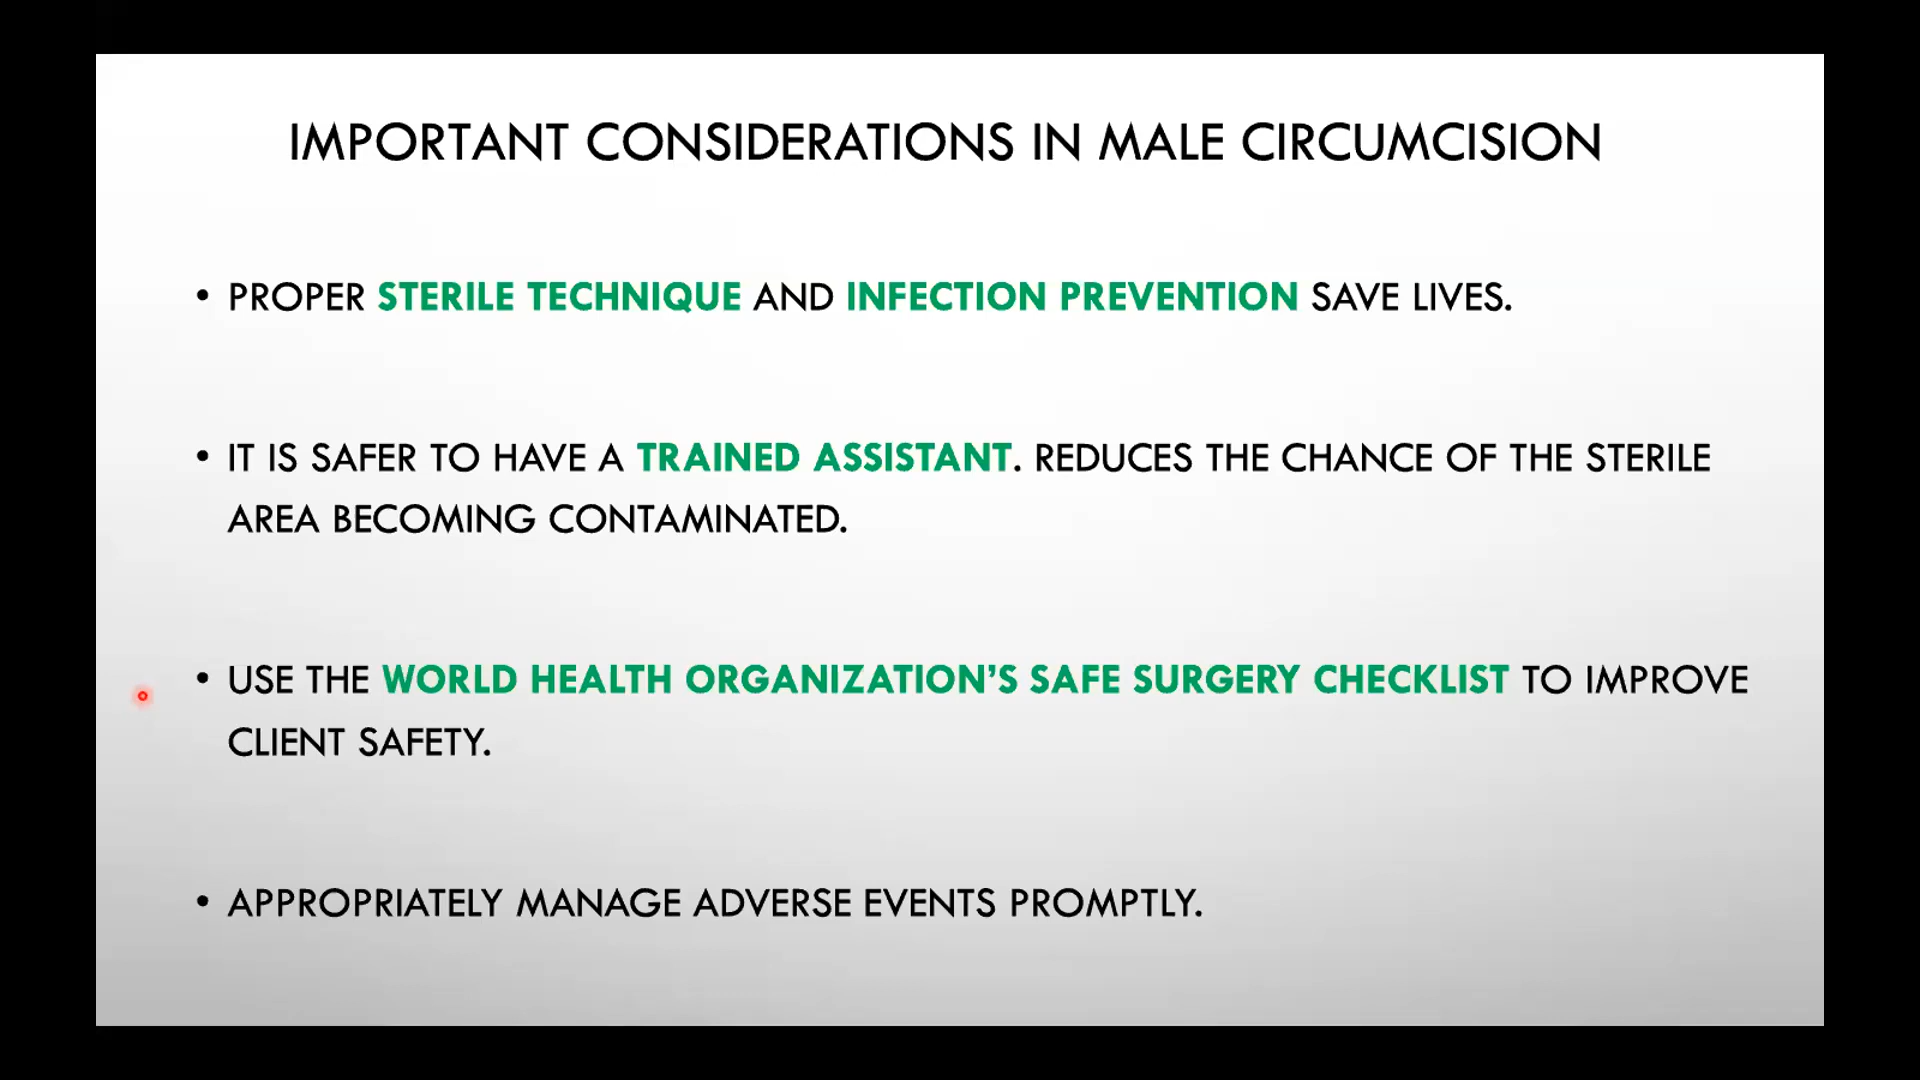 IMPORTANT CONSIDERATIONS IN MALE CIRCUMCISION
• PROPER STERILE TECHNIQUE AND INFECTION PREVENTION SAVE LIVES.
• IT IS SAFER TO HAVE A TRAINED ASSISTANT. REDUCES THE CHANCE OF THE STERILE
AREA BECOMING CONTAMINATED.
• USE THE WORLD HEALTH ORGANIZATION’S SAFE SURGERY CHECKLIST TO IMPROVE
CLIENT SAFETY.
• APPROPRIATELY MANAGE ADVERSE EVENTS PROMPTLY.